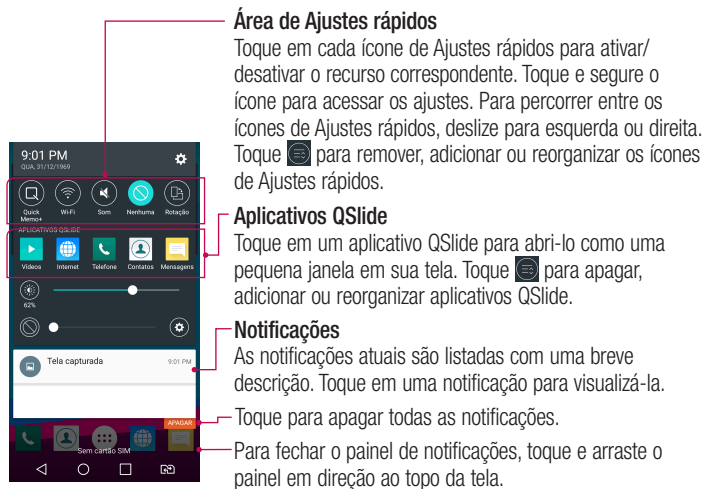 Área de Ajustes rápidos
Toque em cada ícone de Ajustes rápidos para ativar/
desativar o recurso correspondente. Toque e segure o
ícone para acessar os ajustes. Para percorrer entre os
ícones de Ajustes rápidos, deslize para esquerda ou direita.
Toque para remover, adicionar ou reorganizar os ícones
de Ajustes rápidos.
Aplicativos QSlide
Toque em um aplicativo QSlide para abri-lo como uma
pequena janela em sua tela. Toque para apagar,
adicionar ou reorganizar aplicativos QSlide.
Notificações
As notificações atuais são listadas com uma breve
descrição. Toque em uma notificação para visualizá-la.
Toque para apagar todas as notificações.
Para fechar o painel de notificações, toque e arraste o
painel em direção ao topo da tela.
9:01 PM
QUA, 31/12/1969
Quick Wi-Fi Som Nenhuma Rotação
Memo+
APLICATIVOS QSLIDE
Vídeos Internet Telefone Contatos Mensagens
62%
Tela capturada 9:01 PM
APAGAR
Sem cartão SIM